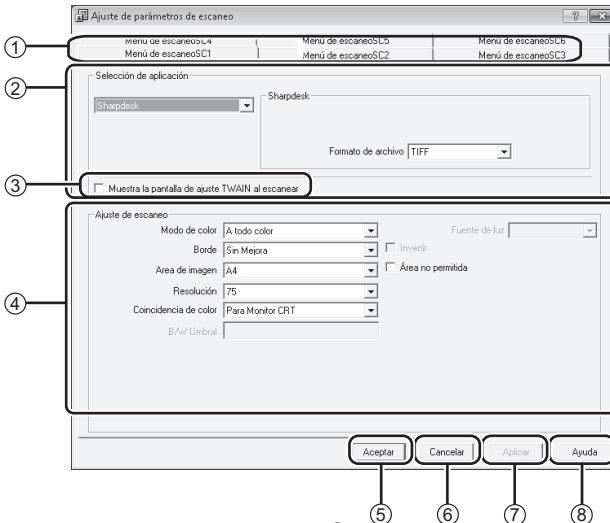 Ajuste de parámetros de escaneo
Menú de escaneoSC4 Menú de escaneoSC5 Menú de escaneoSC6
Menú de escaneoSC1 Menú de escaneoSC2 Menú de escaneoSC3
1
2
Selección de aplicación
Sharpdesk
Sharpdesk
Formato de archivo TIFF
3
Muestra la pantalla de ajuste TWAIN al escanear
4
Ajuste de escaneo
Modo de color A todo color Fuente de luz
Borde Sin Mejora Invertir
Area de imagen A4 Área no permitida
Resolución 75
Coincidencia de color Para Monitor CRT
B/W Umbral
Aceptar Cancelar Aplicar Ayuda
5 6 7 8